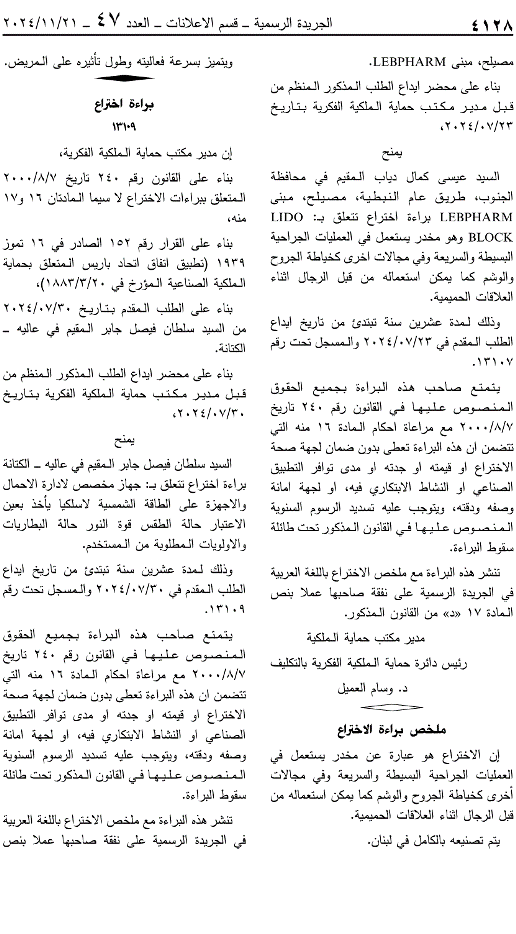 ٤١٢٨
الجريدة الرسمية – قسم الاعلانات – العدد ٤٧ – ٢٠٢٤/١١/٢١
مصيلح، مبنى LEBPHARM.
بناء على محضر ايداع الطلب المذكور المنظم من
قبل مدير مكتب حماية الملكية الفكرية بتاريخ
٢٠٢٤/٠٧/٢٣،
يمنح
السيد عيسى كمال دياب المقيم في محافظة
الجنوب، طريق عام النبطية، مصيلح، مبنى
LEBPHARM براءة اختراع تتعلق بـ: LIDO
BLOCK وهو مخدر يستعمل في العمليات الجراحية
البسيطة والسريعة وفي مجالات اخرى كخياطة الجروح
والوشم كما يمكن استعماله من قبل الرجال اثناء
العلاقات الحميمية.
وذلك لمدة عشرين سنة تبتدئ من تاريخ ايداع
الطلب المقدم في ٢٠٢٤/٠٧/٢٣ والمسجل تحت رقم
١٣١٠٧.
يتمتع صاحب هذه البراءة بجميع الحقوق
المنصوص عليها في القانون رقم ٢٤٠ تاريخ
٢٠٠٠/٨/٧ مع مراعاة احكام المادة ١٦ منه التي
تتضمن ان هذه البراءة تعطى بدون ضمان لجهة صحة
الاختراع او قيمته او جدته او مدى توافر التطبيق
الصناعي او النشاط الابتكاري فيه، او لجهة امانة
وصفه ودقته، ويتوجب عليه تسديد الرسوم السنوية
المنصوص عليها في القانون المذكور تحت طائلة
سقوط البراءة.
تنشر هذه البراءة مع ملخص الاختراع باللغة العربية
في الجريدة الرسمية على نفقة صاحبها عملا بنص
المادة ١٧ «د» من القانون المذكور.
مدير مكتب حماية الملكية
رئيس دائرة حماية الملكية الفكرية بالتكليف
د. وسام العميل
ملخص براءة الاختراع
إن الاختراع هو عبارة عن مخدر يستعمل في
العمليات الجراحية البسيطة والسريعة وفي مجالات
أخرى كخياطة الجروح والوشم كما يمكن استعماله من
قبل الرجال اثناء العلاقات الحميمية.
يتم تصنيعه بالكامل في لبنان.
ويتميز بسرعة فعاليته وطول تأثيره على المريض.
براءة اختراع
١٣١٠٩
إن مدير مكتب حماية الملكية الفكرية،
بناء على القانون رقم ٢٤٠ تاريخ ٢٠٠٠/٨/٧
المتعلق ببراءات الاختراع لا سيما المادتان ١٦ و١٧
منه،
بناء على القرار رقم ١٥٢ الصادر في ١٦ تموز
١٩٣٩ (تطبيق اتفاق اتحاد باريس المتعلق بحماية
الملكية الصناعية المؤرخ في ١٨٨٣/٣/٢٠)،
بناء على الطلب المقدم بتاريخ ٢٠٢٤/٠٧/٣٠
من السيد سلطان فيصل جابر المقيم في عاليه –
الكتانة.
بناء على محضر ايداع الطلب المذكور المنظم من
قبل مدير مكتب حماية الملكية الفكرية بتاريخ
٢٠٢٤/٠٧/٣٠،
يمنح
السيد سلطان فيصل جابر المقيم في عاليه – الكتانة
براءة اختراع تتعلق بـ: جهاز مخصص لادارة الاحمال
والاجهزة على الطاقة الشمسية لاسلكيا يأخذ بعين
الاعتبار حالة الطقس قوة النور حالة البطاريات
والاولويات المطلوبة من المستخدم.
وذلك لمدة عشرين سنة تبتدئ من تاريخ ايداع
الطلب المقدم في ٢٠٢٤/٠٧/٣٠ والمسجل تحت رقم
١٣١٠٩.
يتمتع صاحب هذه البراءة بجميع الحقوق
المنصوص عليها في القانون رقم ٢٤٠ تاريخ
٢٠٠٠/٨/٧ مع مراعاة احكام المادة ١٦ منه التي
تتضمن ان هذه البراءة تعطى بدون ضمان لجهة صحة
الاختراع او قيمته او جدته او مدى توافر التطبيق
الصناعي او النشاط الابتكاري فيه، او لجهة امانة
وصفه ودقته، ويتوجب عليه تسديد الرسوم السنوية
المنصوص عليها في القانون المذكور تحت طائلة
سقوط البراءة.
تنشر هذه البراءة مع ملخص الاختراع باللغة العربية
في الجريدة الرسمية على نفقة صاحبها عملا بنص